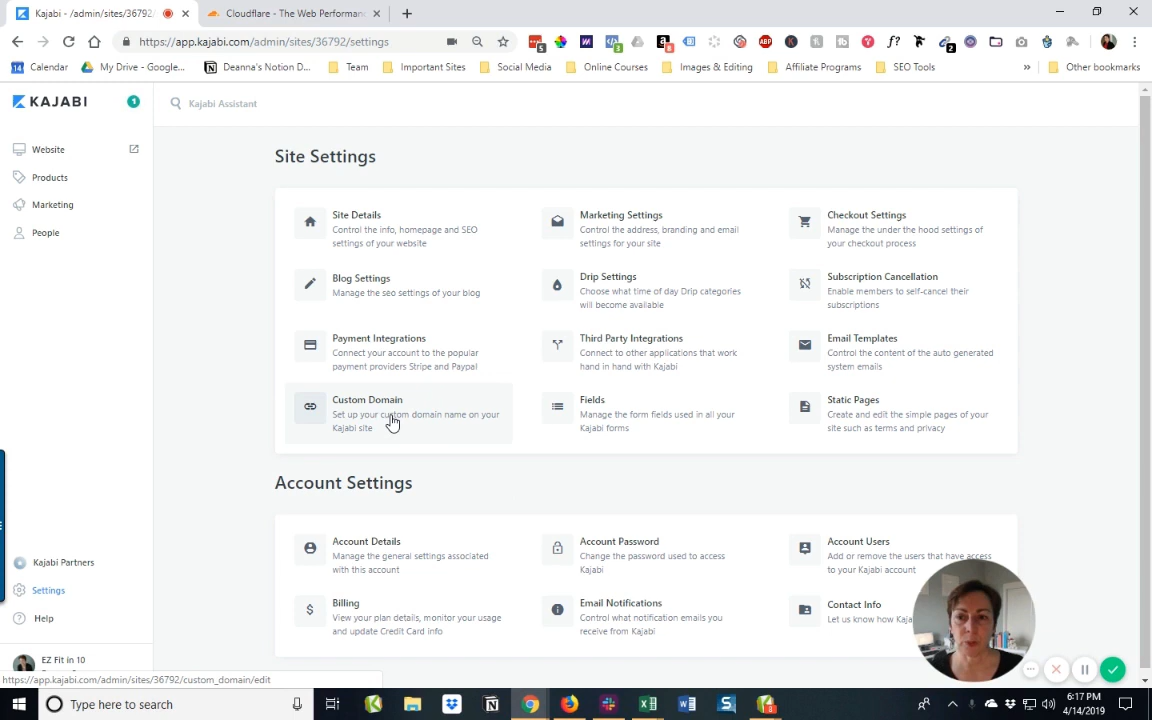 Kajabi - /admin/sites/36792/
Cloudflare - The Web Performanc
https://app.kajabi.com/admin/sites/36792/settings
Calendar
My Drive - Google...
Deanna's Notion D...
Team
Important Sites
Social Media
Online Courses
Images & Editing
Affiliate Programs
SEO Tools
»
Other bookmarks
KAJABI
1
Kajabi Assistant
Website
Products
Marketing
People
Site Settings
Site Details
Control the info, homepage and SEO
settings of your website
Marketing Settings
Control the address, branding and email
settings for your site
Checkout Settings
Manage the under the hood settings of
your checkout process
Blog Settings
Manage the seo settings of your blog
Drip Settings
Choose what time of day Drip categories
will become available
Subscription Cancellation
Enable members to self-cancel their
subscriptions
Payment Integrations
Connect your account to the popular
payment providers Stripe and Paypal
Third Party Integrations
Connect to other applications that work
hand in hand with Kajabi
Email Templates
Control the content of the auto generated
system emails
Custom Domain
Set up your custom domain name on your
Kajabi site
Fields
Manage the form fields used in all your
Kajabi forms
Static Pages
Create and edit the simple pages of your
site such as terms and privacy
Account Settings
Account Details
Manage the general settings associated
with this account
Account Password
Change the password used to access
Kajabi
Account Users
Add or remove the users that have access
to your Kajabi account
Billing
View your plan details, monitor your usage
and update Credit Card info
Email Notifications
Control what notification emails you
receive from Kajabi
Contact Info
Let us know how Kaja
Kajabi Partners
Settings
Help
EZ Fit in 10
https://app.kajabi.com/admin/sites/36792/custom_domain/edit
Type here to search
6:17 PM
4/14/2019